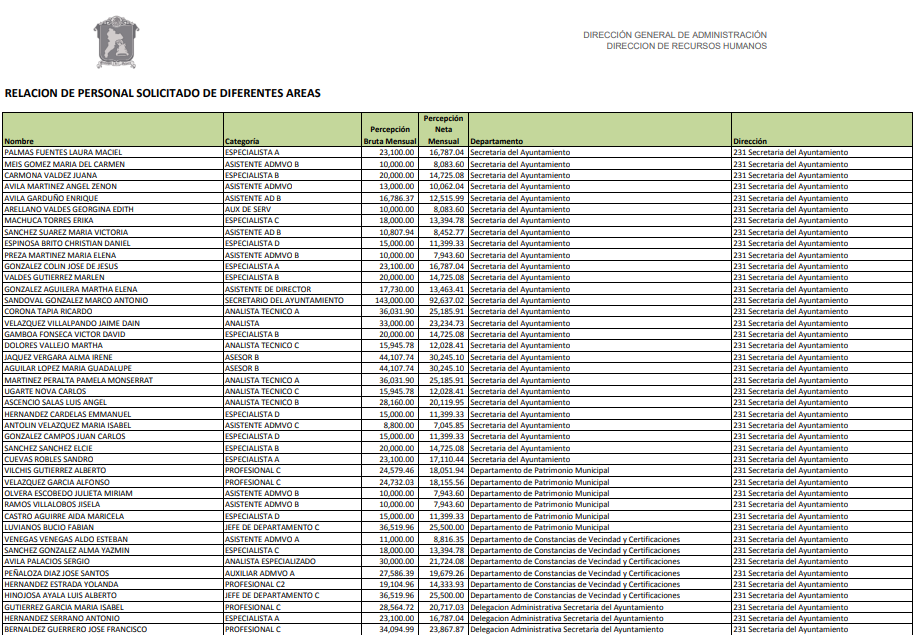 DIRECCIÓN GENERAL DE ADMINISTRACIÓN
DIRECCION DE RECURSOS HUMANOS
RELACION DE PERSONAL SOLICITADO DE DIFERENTES AREAS
Nombre Categoría Percepción Bruta Mensual Percepción Neta Mensual Departamento Dirección
PALMAS FUENTES LAURA MACIEL ESPECIALISTA A 23,100.00 16,787.04 Secretaria del Ayuntamiento 231 Secretaria del Ayuntamiento
MEIS GOMEZ MARIA DEL CARMEN ASISTENTE ADMVO B 10,000.00 8,083.60 Secretaria del Ayuntamiento 231 Secretaria del Ayuntamiento
CARMONA VALDEZ JUANA ESPECIALISTA B 20,000.00 14,725.08 Secretaria del Ayuntamiento 231 Secretaria del Ayuntamiento
AVILA MARTINEZ ANGEL ZENON ASISTENTE ADMVO 13,000.00 10,062.04 Secretaria del Ayuntamiento 231 Secretaria del Ayuntamiento
AVILA GARDUÑO ENRIQUE ASISTENTE AD B 16,786.37 12,515.99 Secretaria del Ayuntamiento 231 Secretaria del Ayuntamiento
ARELLANO VALDES GEORGINA EDITH AUX DE SERV 10,000.00 8,083.60 Secretaria del Ayuntamiento 231 Secretaria del Ayuntamiento
MACHUCA TORRES ERIKA ESPECIALISTA C 18,000.00 13,394.78 Secretaria del Ayuntamiento 231 Secretaria del Ayuntamiento
SANCHEZ SUAREZ MARIA VICTORIA ASISTENTE AD B 10,807.94 8,452.77 Secretaria del Ayuntamiento 231 Secretaria del Ayuntamiento
ESPINOSA BRITO CHRISTIAN DANIEL ESPECIALISTA D 15,000.00 11,399.33 Secretaria del Ayuntamiento 231 Secretaria del Ayuntamiento
PREZA MARTINEZ MARIA ELENA ASISTENTE ADMVO B 10,000.00 7,943.60 Secretaria del Ayuntamiento 231 Secretaria del Ayuntamiento
GONZALEZ COLIN JOSE DE JESUS ESPECIALISTA A 23,100.00 16,787.04 Secretaria del Ayuntamiento 231 Secretaria del Ayuntamiento
VALDES GUTIERREZ MARLEN ESPECIALISTA B 20,000.00 14,725.08 Secretaria del Ayuntamiento 231 Secretaria del Ayuntamiento
GONZALEZ AGUILERA MARTHA ELENA ASISTENTE DE DIRECTOR 17,730.00 13,463.41 Secretaria del Ayuntamiento 231 Secretaria del Ayuntamiento
SANDOVAL GONZALEZ MARCO ANTONIO SECRETARIO DEL AYUNTAMIENTO 143,000.00 92,637.02 Secretaria del Ayuntamiento 231 Secretaria del Ayuntamiento
CORONA TAPIA RICARDO ANALISTA TECNICO A 36,031.90 25,185.91 Secretaria del Ayuntamiento 231 Secretaria del Ayuntamiento
VELAZQUEZ VILLALPANDO JAIME DAIN ANALISTA 33,000.00 23,234.73 Secretaria del Ayuntamiento 231 Secretaria del Ayuntamiento
GAMBOA FONSECA VICTOR DAVID ESPECIALISTA B 20,000.00 14,725.08 Secretaria del Ayuntamiento 231 Secretaria del Ayuntamiento
DOLORES VALLEJO MARTHA ANALISTA TECNICO C 15,945.78 12,028.41 Secretaria del Ayuntamiento 231 Secretaria del Ayuntamiento
JAQUEZ VERGARA ALMA IRENE ASESOR B 44,107.74 30,245.10 Secretaria del Ayuntamiento 231 Secretaria del Ayuntamiento
AGUILAR LOPEZ MARIA GUADALUPE ASESOR B 44,107.74 30,245.10 Secretaria del Ayuntamiento 231 Secretaria del Ayuntamiento
MARTINEZ PERALTA PAMELA MONSERRAT ANALISTA TECNICO A 36,031.90 25,185.91 Secretaria del Ayuntamiento 231 Secretaria del Ayuntamiento
UGARTE NOVA CARLOS ANALISTA TECNICO C 15,945.78 12,028.41 Secretaria del Ayuntamiento 231 Secretaria del Ayuntamiento
ASCENCIO SALAS LUIS ANGEL ANALISTA TECNICO B 28,160.00 20,119.95 Secretaria del Ayuntamiento 231 Secretaria del Ayuntamiento
HERNANDEZ CARDELAS EMMANUEL ESPECIALISTA D 15,000.00 11,399.33 Secretaria del Ayuntamiento 231 Secretaria del Ayuntamiento
ANTOLIN VELAZQUEZ MARIA ISABEL ASISTENTE ADMVO C 8,800.00 7,045.85 Secretaria del Ayuntamiento 231 Secretaria del Ayuntamiento
GONZALEZ CAMPOS JUAN CARLOS ESPECIALISTA D 15,000.00 11,399.33 Secretaria del Ayuntamiento 231 Secretaria del Ayuntamiento
SANCHEZ SANCHEZ ELCIE ESPECIALISTA B 20,000.00 14,725.08 Secretaria del Ayuntamiento 231 Secretaria del Ayuntamiento
CUEVAS ROBLES SANDRO ESPECIALISTA A 23,100.00 17,110.44 Secretaria del Ayuntamiento 231 Secretaria del Ayuntamiento
VILCHIS GUTIERREZ ALBERTO PROFESIONAL C 24,579.46 18,051.94 Departamento de Patrimonio Municipal 231 Secretaria del Ayuntamiento
VELAZQUEZ GARCIA ALFONSO PROFESIONAL C 24,732.03 18,155.56 Departamento de Patrimonio Municipal 231 Secretaria del Ayuntamiento
OLVERA ESCOBEDO JULIETA MIRIAM ASISTENTE ADMVO B 10,000.00 7,943.60 Departamento de Patrimonio Municipal 231 Secretaria del Ayuntamiento
RAMOS VILLALOBOS JISELA ASISTENTE ADMVO B 10,000.00 7,943.60 Departamento de Patrimonio Municipal 231 Secretaria del Ayuntamiento
CASTRO AGUIRRE AIDA MARICELA ESPECIALISTA D 15,000.00 11,399.33 Departamento de Patrimonio Municipal 231 Secretaria del Ayuntamiento
LUVIANOS BUCIO FABIAN JEFE DE DEPARTAMENTO C 36,519.96 25,500.00 Departamento de Patrimonio Municipal 231 Secretaria del Ayuntamiento
VENEGAS VENEGAS ALDO ESTEBAN ASISTENTE ADMVO A 11,000.00 8,816.35 Departamento de Constancias de Vecindad y Certificaciones 231 Secretaria del Ayuntamiento
SANCHEZ GONZALEZ ALMA YAZMIN ESPECIALISTA C 18,000.00 13,394.78 Departamento de Constancias de Vecindad y Certificaciones 231 Secretaria del Ayuntamiento
AVILA PALACIOS SERGIO ANALISTA ESPECIALIZADO 30,000.00 21,724.08 Departamento de Constancias de Vecindad y Certificaciones 231 Secretaria del Ayuntamiento
PEÑALOZA DIAZ JOSE SANTOS AUXILIAR ADMVO A 27,586.39 19,679.26 Departamento de Constancias de Vecindad y Certificaciones 231 Secretaria del Ayuntamiento
HERNANDEZ ESTRADA YOLANDA PROFESIONAL C2 19,104.96 14,333.93 Departamento de Constancias de Vecindad y Certificaciones 231 Secretaria del Ayuntamiento
HINOJOSA AYALA LUIS ALBERTO JEFE DE DEPARTAMENTO C 36,519.96 25,500.00 Departamento de Constancias de Vecindad y Certificaciones 231 Secretaria del Ayuntamiento
GUTIERREZ GARCIA MARIA ISABEL PROFESIONAL C 28,564.72 20,717.03 Delegacion Administrativa Secretaria del Ayuntamiento 231 Secretaria del Ayuntamiento
HERNANDEZ SERRANO ANTONIO ESPECIALISTA A 23,100.00 16,787.04 Delegacion Administrativa Secretaria del Ayuntamiento 231 Secretaria del Ayuntamiento
BERNALDEZ GUERRERO JOSE FRANCISCO PROFESIONAL C 34,094.99 23,867.87 Delegacion Administrativa Secretaria del Ayuntamiento 231 Secretaria del Ayuntamiento